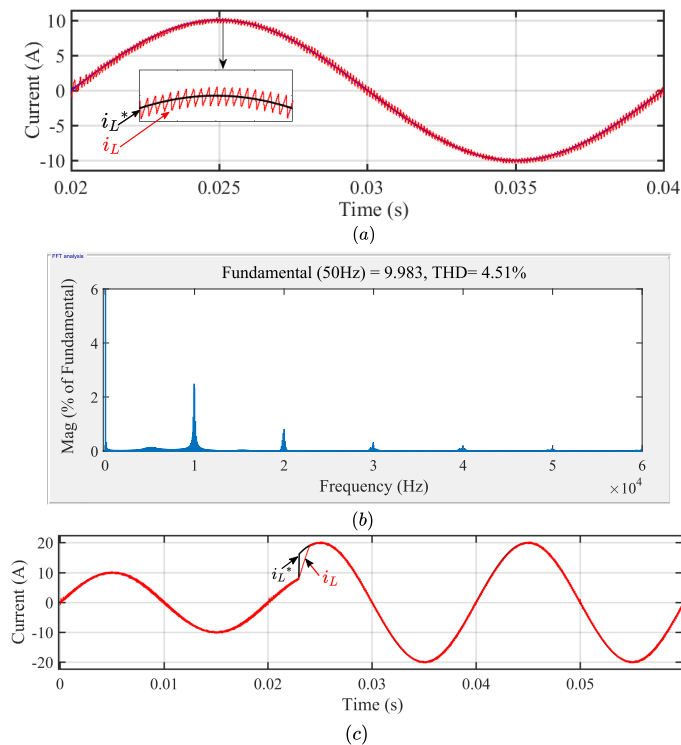 10
5
0
-5
-10
Current (A)
i_L*
i_L
0.02 0.025 0.03 0.035 0.04
Time (s)
(a)
FFT analysis
Fundamental (50Hz) = 9.983, THD= 4.51%
6
4
2
0
Mag (% of Fundamental)
0 1 2 3 4 5 6
Frequency (Hz)
×10^4
(b)
20
10
0
-10
-20
Current (A)
i_L*
i_L
0 0.01 0.02 0.03 0.04 0.05
Time (s)
(c)